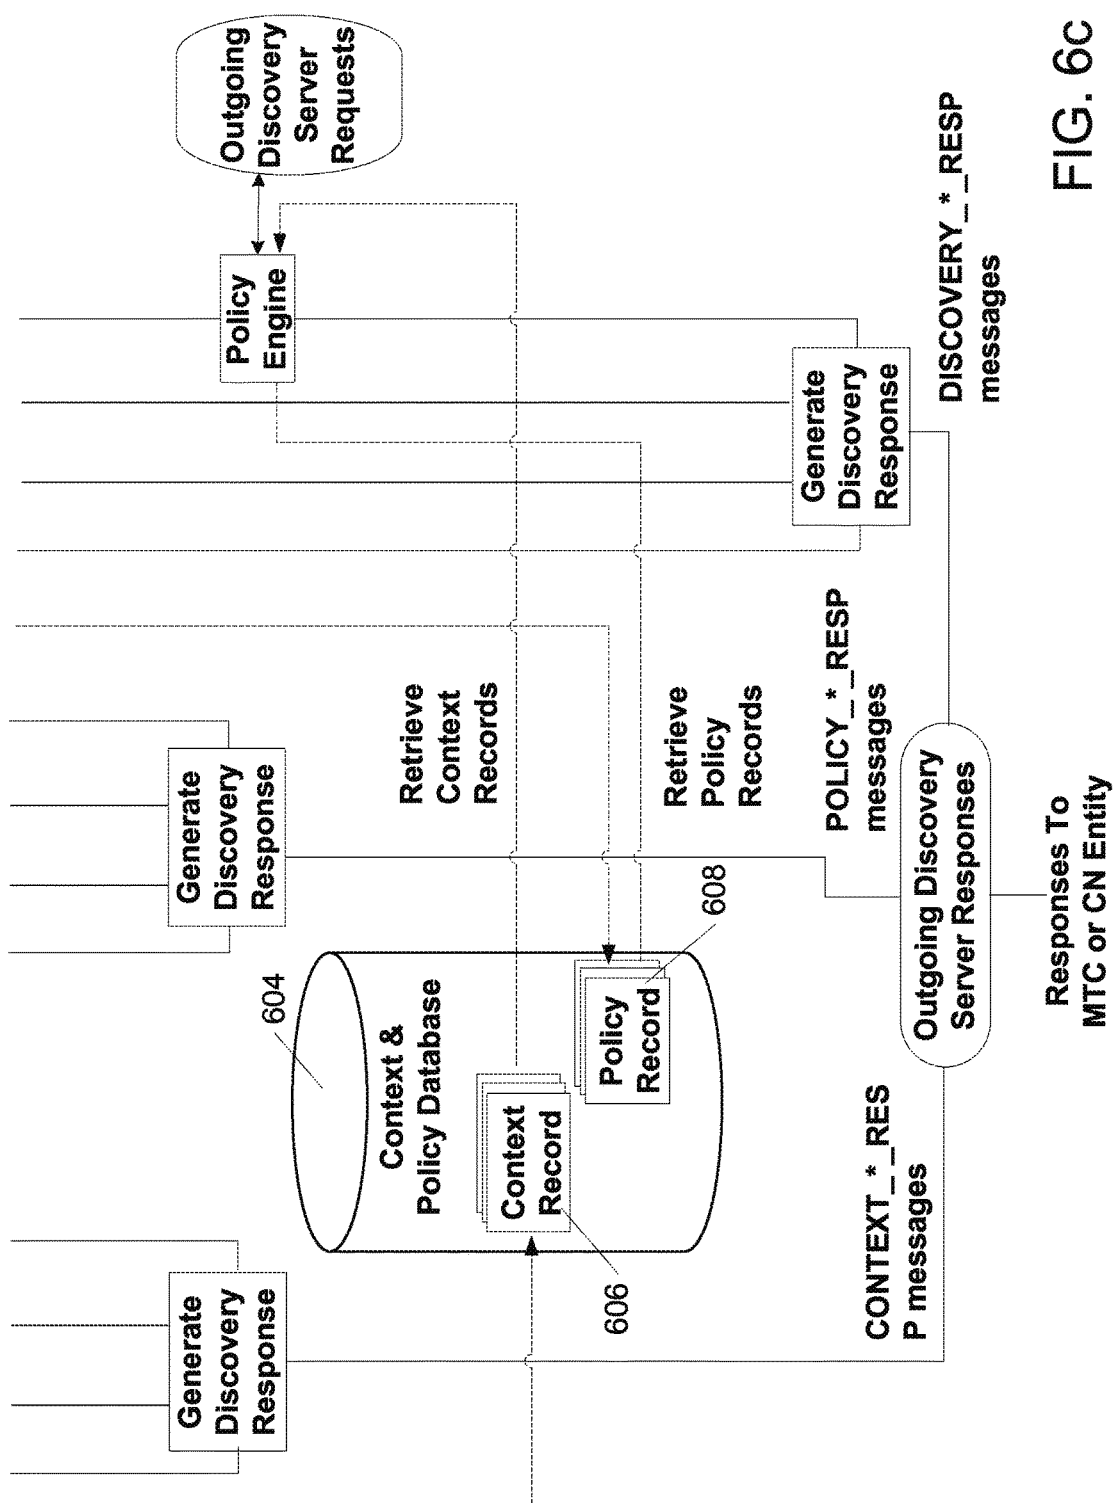 Outgoing
Discovery
Server
Requests
Policy
Engine
Generate
Discovery
Response
DISCOVERY_*_RESP
messages
Generate
Discovery
Response
Retrieve
Context
Records
Retrieve
Policy
Records
POLICY_*_RESP
messages
604
Context &
Policy Database
Context
Record
606
Policy
Record
608
Generate
Discovery
Response
CONTEXT_*_RES
P messages
Outgoing Discovery
Server Responses
Responses To
MTC or CN Entity
FIG. 6c